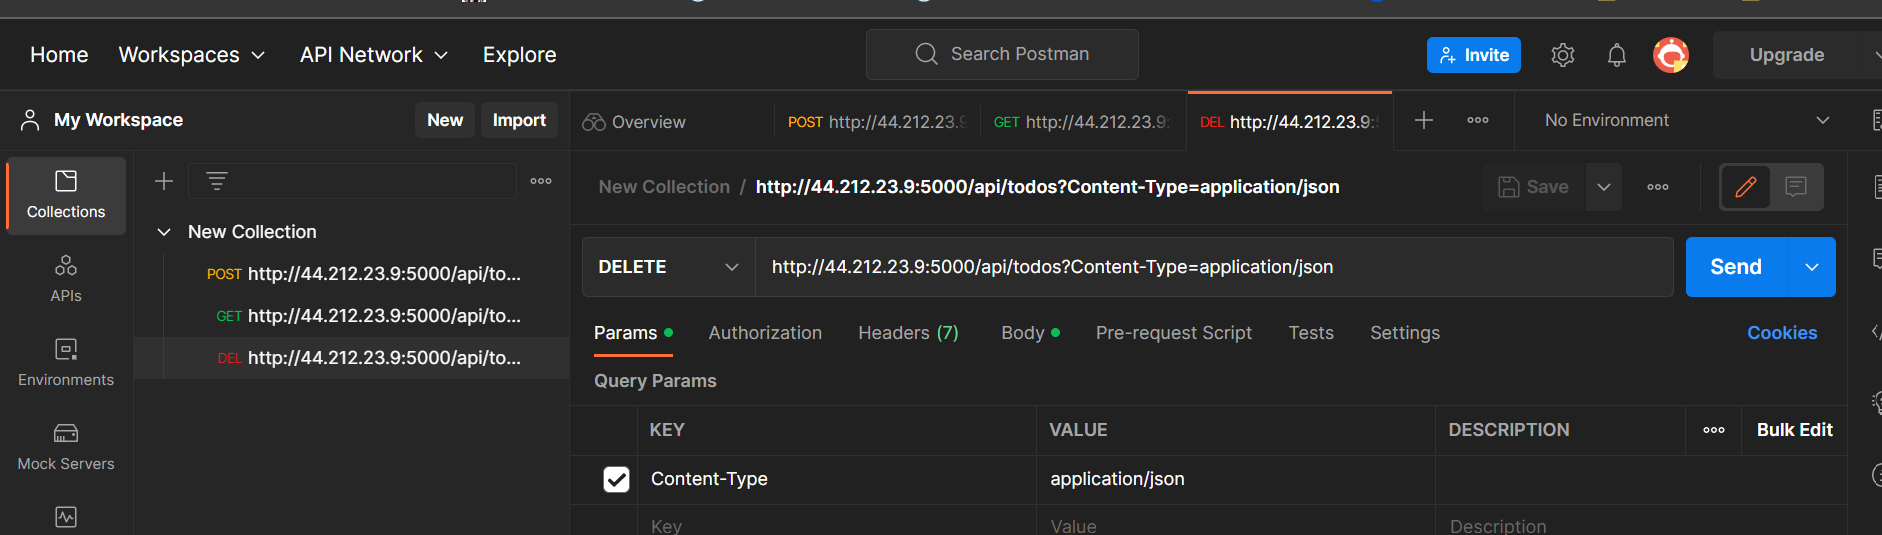 Home Workspaces API Network Explore Search Postman Invite Upgrade
My Workspace New Import
Overview POST http://44.212.23.9 GET http://44.212.23.9: DEL http://44.212.23.9: No Environment
New Collection / http://44.212.23.9:5000/api/todos?Content-Type=application/json Save
Collections
New Collection
DELETE http://44.212.23.9:5000/api/todos?Content-Type=application/json Send
POST http://44.212.23.9:5000/api/to...
APIs
GET http://44.212.23.9:5000/api/to...
Params Authorization Headers (7) Body Pre-request Script Tests Settings Cookies
DEL http://44.212.23.9:5000/api/to...
Environments
Query Params
KEY VALUE DESCRIPTION Bulk Edit
Mock Servers
Content-Type application/json
Key Value Description